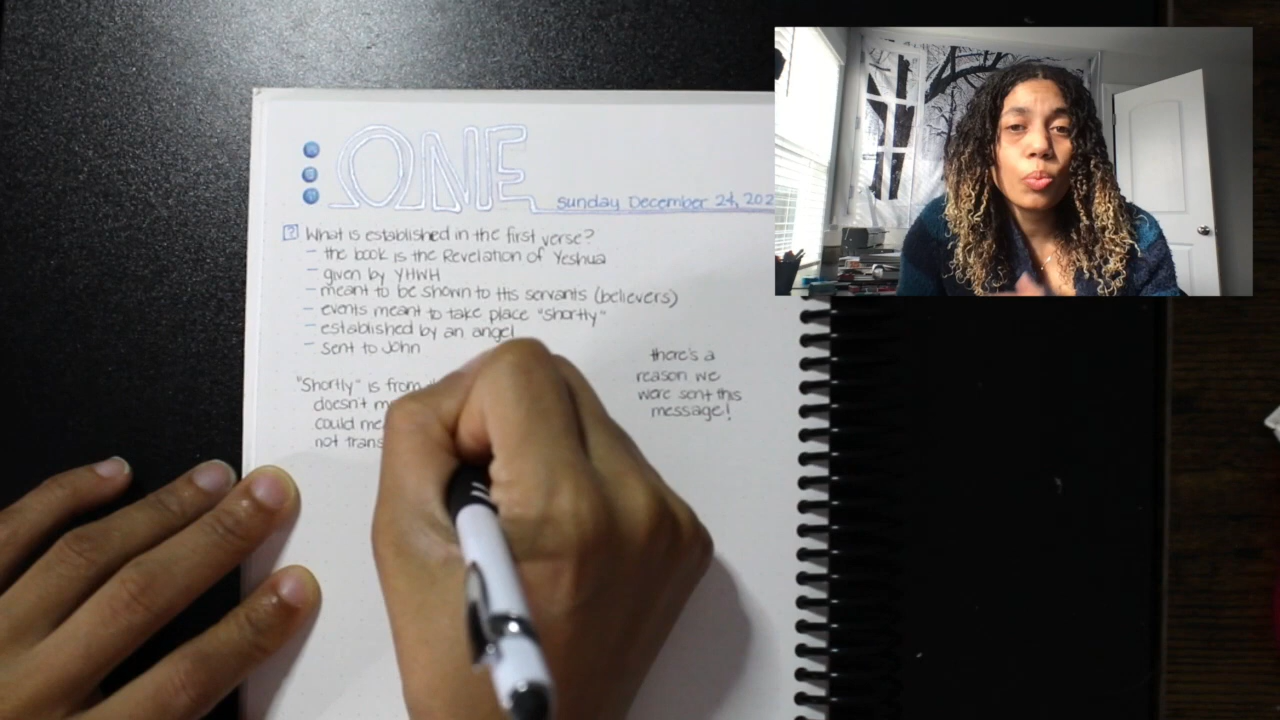 ONE
Sunday December 24, 202
? What is established in the first verse?
- the book is the Revelation of Yeshua
- given by YHWH
- meant to be shown to His servants (believers)
- events meant to take place "shortly"
- established by an angel
- sent to John
"Shortly" is from
doesn't
could
not trans
there's a
reason we
were sent this
message!